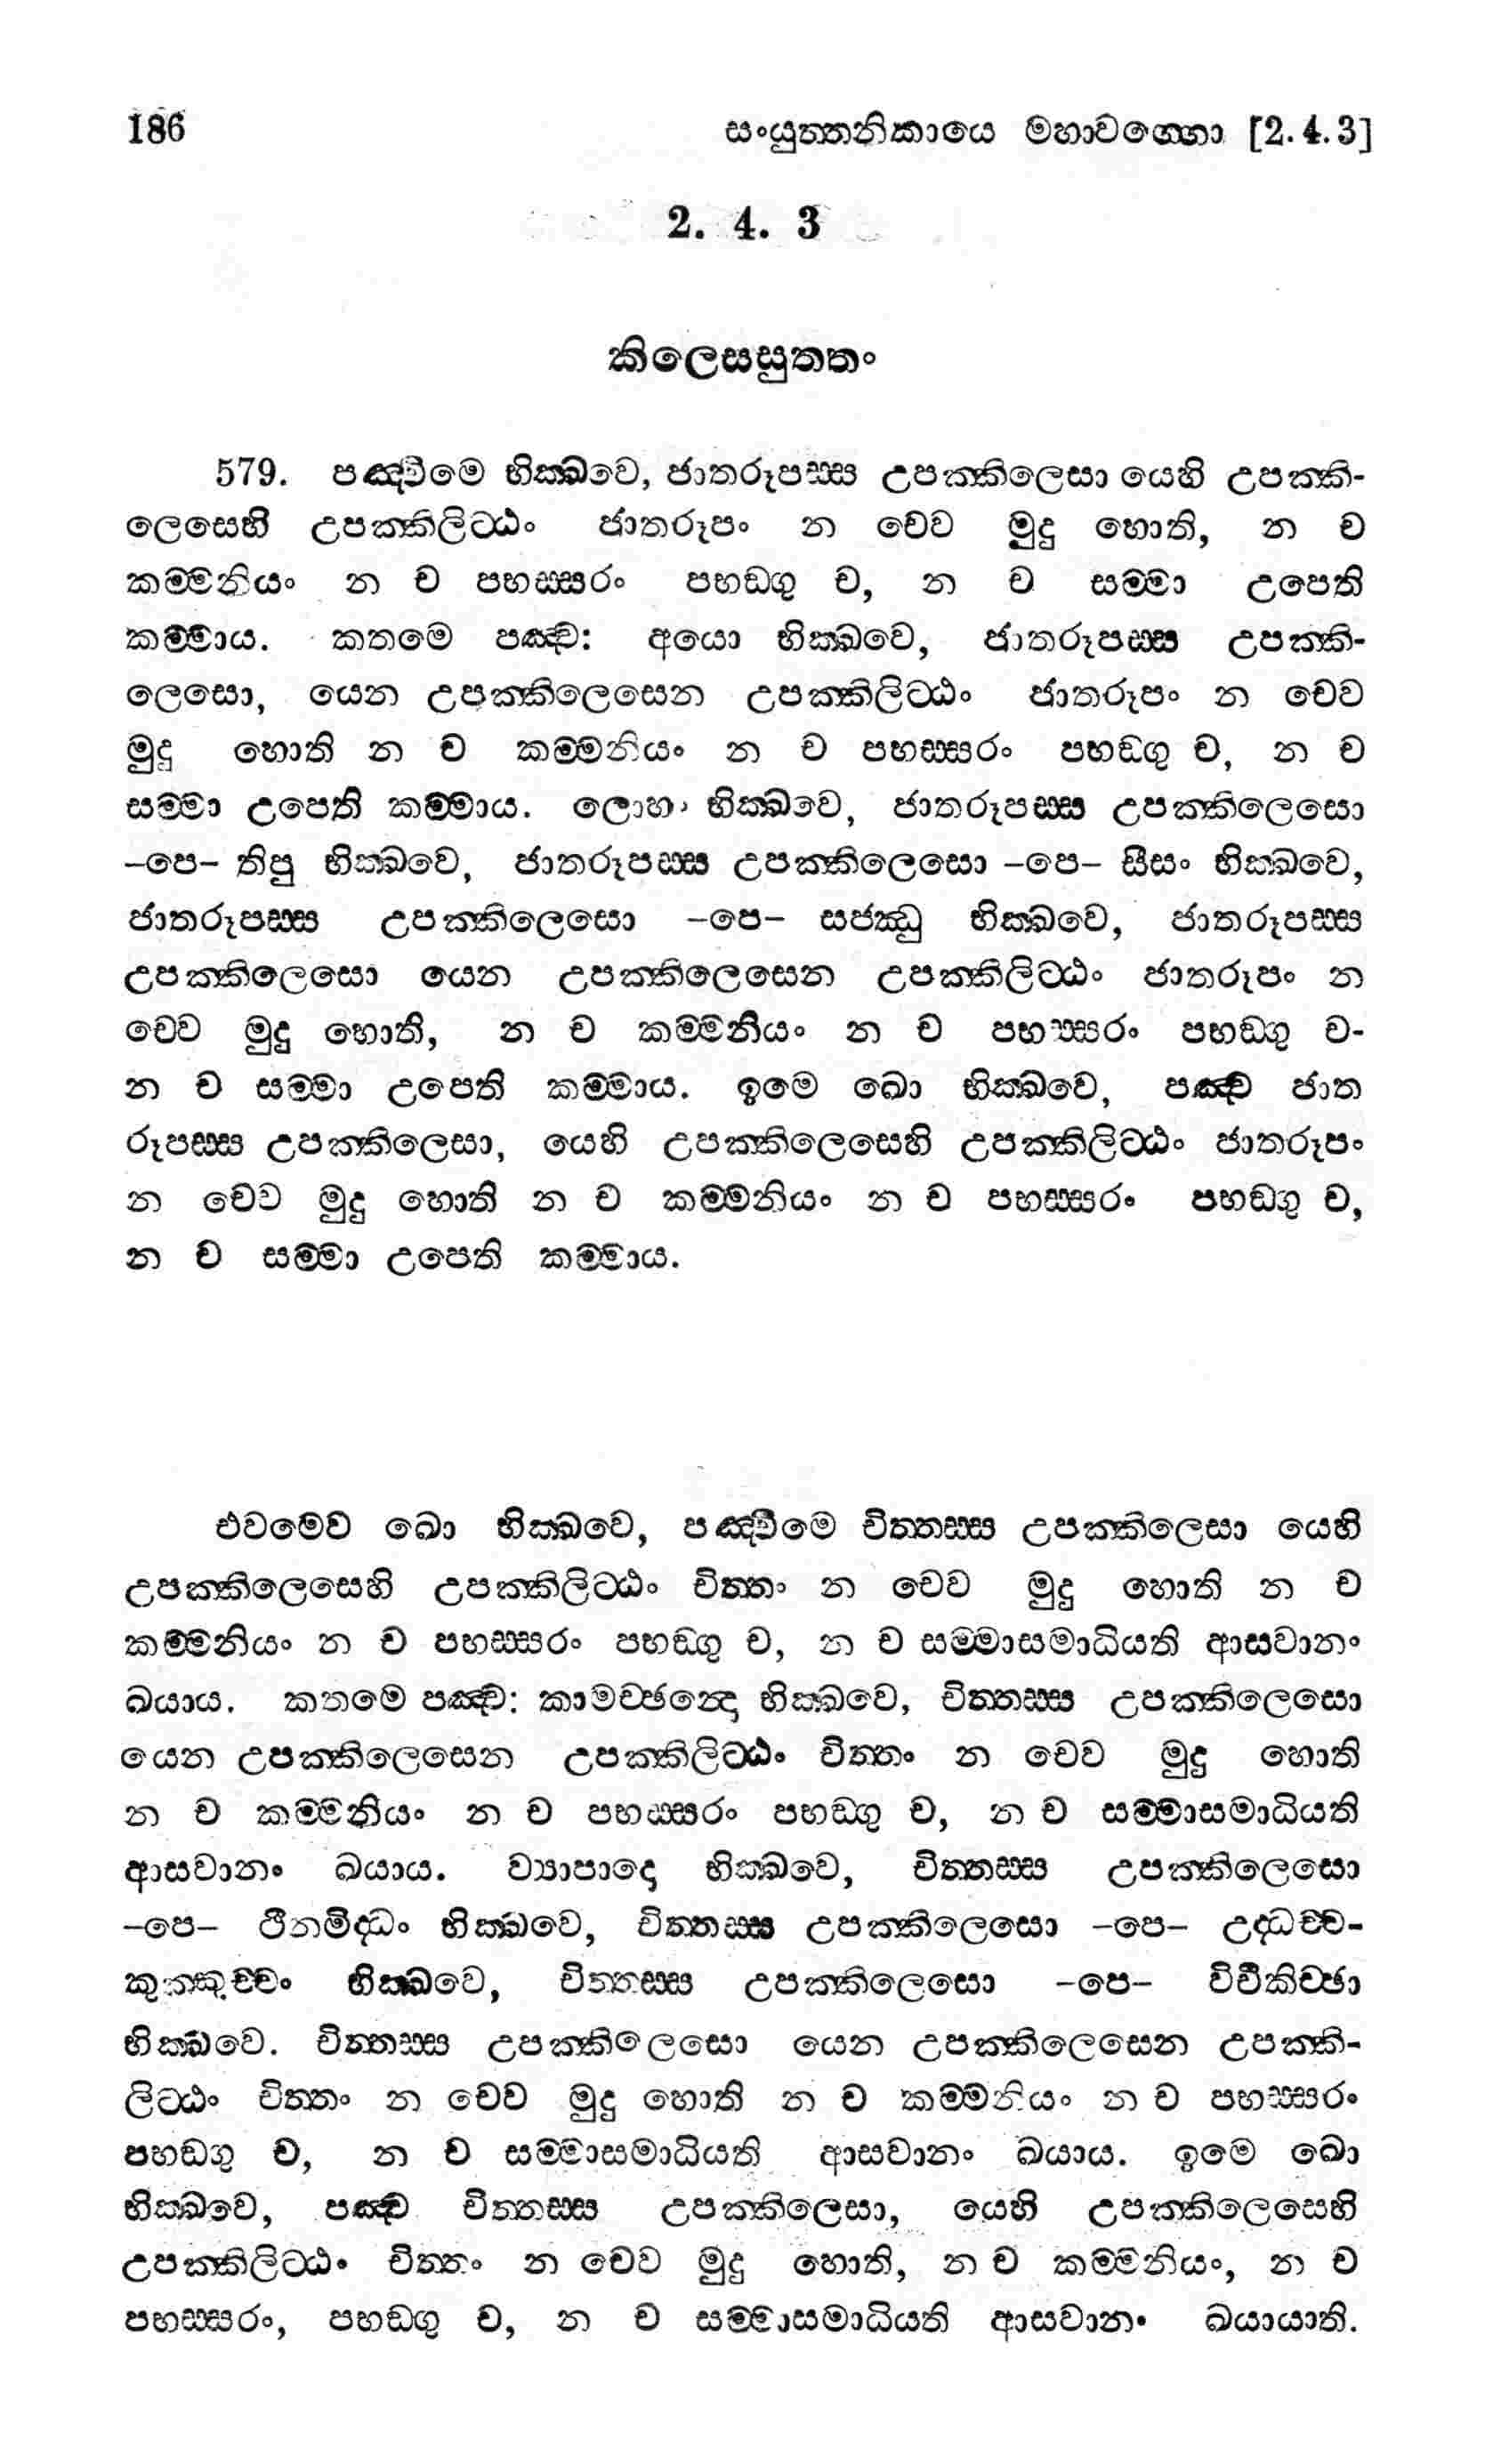 186 සංයුත්තනිකායෙ මහාවග්ගො [2.4.3]
2. 4. 3
කිලෙසසුත්තං
579. පඤ්චිමෙ භික්ඛවෙ, ජාතරූපස්ස උපක්කිලෙසා යෙහි උපක්කි-
ලෙසෙහි උපක්කිලිට්ඨං ජාතරූපං න චෙව මුදු හොති, න ච
කම්මනියං න ච පභස්සරං පභඞ්ගු ච, න ච සම්මා උපෙති
කම්මාය. කතමෙ පඤ්ච: අයො භික්ඛවෙ, ජාතරූපස්ස උපක්කි-
ලෙසො, යෙන උපක්කිලෙසෙන උපක්කිලිට්ඨං ජාතරූපං න චෙව
මුදු හොති න ච කම්මනියං න ච පභස්සරං පභඞ්ගු ච, න ච
සම්මා උපෙති කම්මාය. ලොහං භික්ඛවෙ, ජාතරූපස්ස උපක්කිලෙසො
–පෙ– තිපු භික්ඛවෙ, ජාතරූපස්ස උපක්කිලෙසො –පෙ– සීසං භික්ඛවෙ,
ජාතරූපස්ස උපක්කිලෙසො –පෙ– සජ්ඣු භික්ඛවෙ, ජාතරූපස්ස
උපක්කිලෙසො යෙන උපක්කිලෙසෙන උපක්කිලිට්ඨං ජාතරූපං න
චෙව මුදු හොති, න ච කම්මනියං න ච පභස්සරං පභඞ්ගු ච-
න ච සම්මා උපෙති කම්මාය. ඉමෙ ඛො භික්ඛවෙ, පඤ්ච ජාත
රූපස්ස උපක්කිලෙසා, යෙහි උපක්කිලෙසෙහි උපක්කිලිට්ඨං ජාතරූපං
න චෙව මුදු හොති න ච කම්මනියං න ච පභස්සරං පභඞ්ගු ච,
න ච සම්මා උපෙති කම්මාය.
එවමෙව ඛො භික්ඛවෙ, පඤ්චිමෙ චිත්තස්ස උපක්කිලෙසා යෙහි
උපක්කිලෙසෙහි උපක්කිලිට්ඨං චිත්තං න චෙව මුදු හොති න ච
කම්මනියං න ච පභස්සරං පභඞ්ගු ච, න ච සම්මාසමාධියති ආසවානං
ඛයාය. කතමෙ පඤ්ච: කාමච්ඡන්දො භික්ඛවෙ, චිත්තස්ස උපක්කිලෙසො
යෙන උපක්කිලෙසෙන උපක්කිලිට්ඨං චිත්තං න චෙව මුදු හොති
න ච කම්මනියං න ච පභස්සරං පභඞ්ගු ච, න ච සම්මාසමාධියති
ආසවානං ඛයාය. ව්‍යාපාදො භික්ඛවෙ, චිත්තස්ස උපක්කිලෙසො
–පෙ– ථීනමිද්ධං භික්ඛවෙ, චිත්තස්ස උපක්කිලෙසො –පෙ– උද්ධච්ච-
කුක්කුච්චං භික්ඛවෙ, චිත්තස්ස උපක්කිලෙසො –පෙ– විචිකිච්ඡා
භික්ඛවෙ. චිත්තස්ස උපක්කිලෙසො යෙන උපක්කිලෙසෙන උපක්කි-
ලිට්ඨං චිත්තං න චෙව මුදු හොති න ච කම්මනියං න ච පභස්සරං
පභඞ්ගු ච, න ච සම්මාසමාධියති ආසවානං ඛයාය. ඉමෙ ඛො
භික්ඛවෙ, පඤ්ච චිත්තස්ස උපක්කිලෙසා, යෙහි උපක්කිලෙසෙහි
උපක්කිලිට්ඨං චිත්තං න චෙව මුදු හොති, න ච කම්මනියං, න ච
පභස්සරං, පභඞ්ගු ච, න ච සම්මාසමාධියති ආසවානං ඛයායාති.